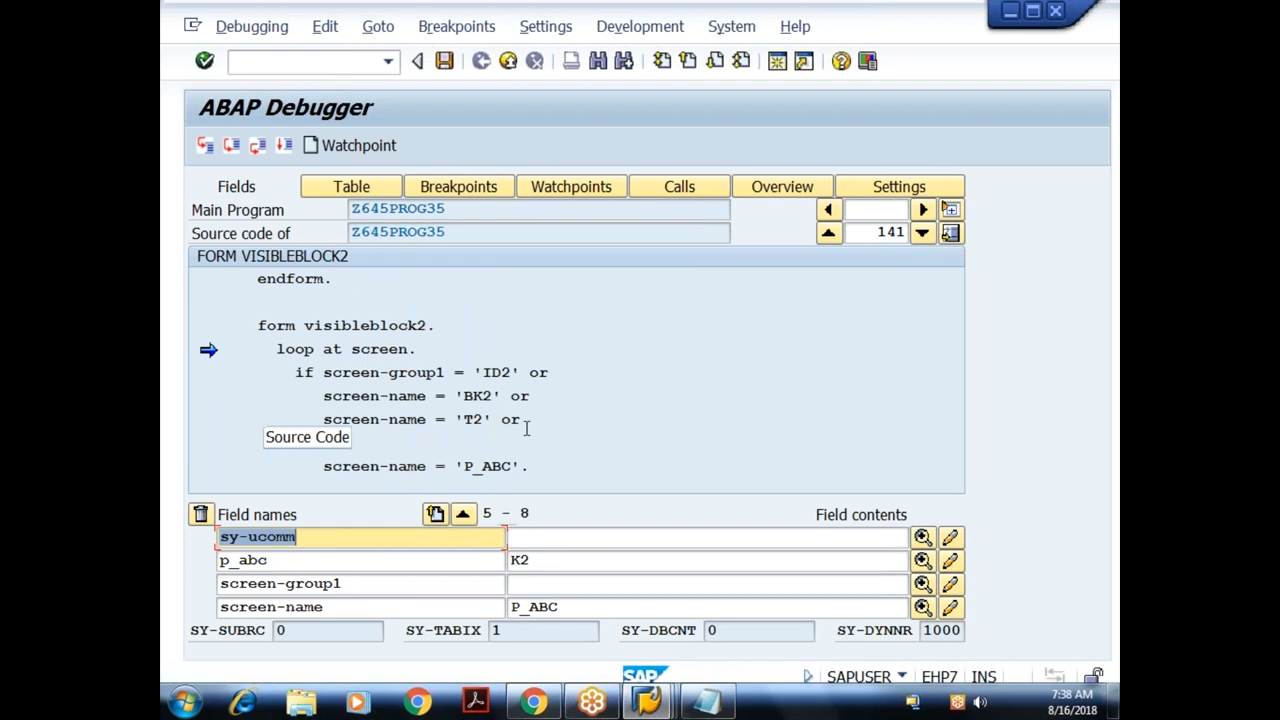 Debugging Edit Goto Breakpoints Settings Development System Help
ABAP Debugger
Watchpoint
Fields Table Breakpoints Watchpoints Calls Overview Settings
Main Program Z645PROG35
Source code of Z645PROG35 141
FORM VISIBLEBLOCK2
endform.
form visibleblock2.
loop at screen.
if screen-group1 = 'ID2' or
screen-name = 'BK2' or
screen-name = 'T2' or
Source Code
screen-name = 'P_ABC'.
Field names 5 - 8 Field contents
sy-ucomm
p_abc K2
screen-group1
screen-name P_ABC
SY-SUBRC 0 SY-TABIX 1 SY-DBCNT 0 SY-DYNNR 1000
SAP SAPUSER EHP7 INS
7:38 AM
8/16/2018